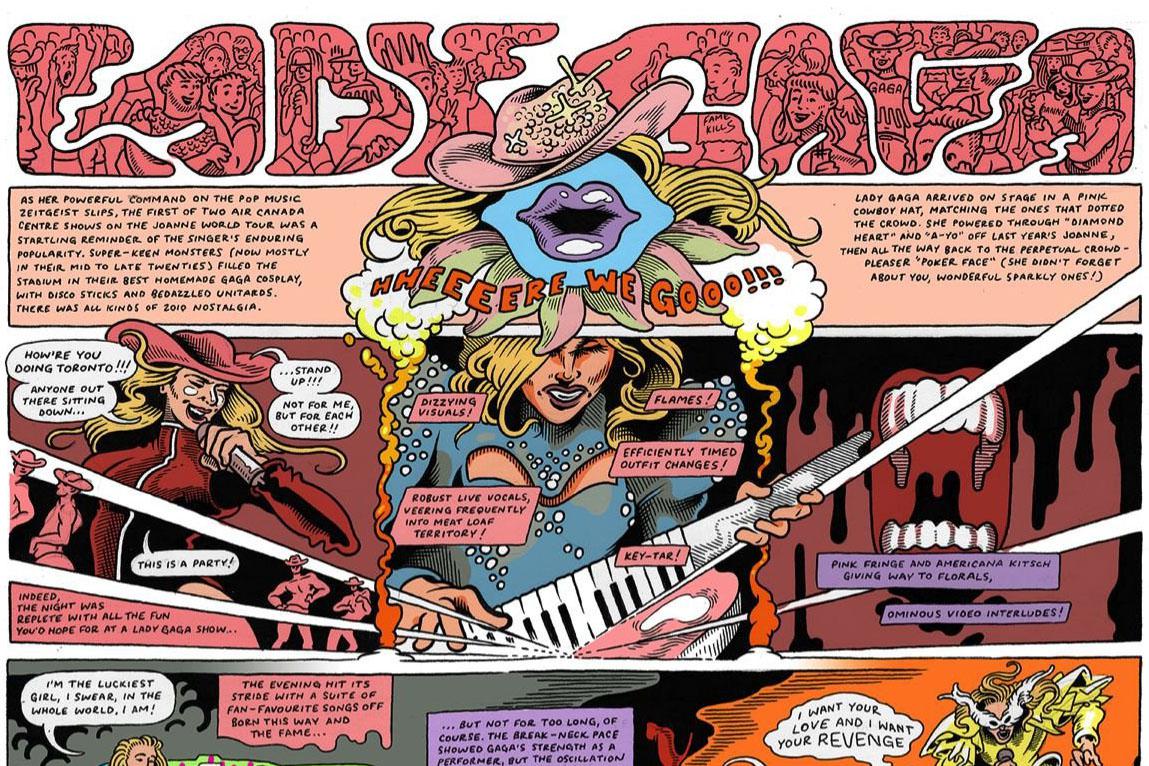 LADY GAGA
GAGA
FAME
KILLS
AS HER POWERFUL COMMAND ON THE POP MUSIC
ZEITGEIST SLIPS, THE FIRST OF TWO AIR CANADA
CENTRE SHOWS ON THE JOANNE WORLD TOUR WAS A
STARTLING REMINDER OF THE SINGER'S ENDURING
POPULARITY. SUPER-KEEN MONSTERS (NOW MOSTLY
IN THEIR MID TO LATE TWENTIES) FILLED THE
STADIUM IN THEIR BEST HOMEMADE GAGA COSPLAY,
WITH DISCO STICKS AND BEDAZZLED UNITARDS.
THERE WAS ALL KINDS OF 2010 NOSTALGIA.
HHEEEEERE WE GOOO!!!
LADY GAGA ARRIVED ON STAGE IN A PINK
COWBOY HAT, MATCHING THE ONES THAT DOTTED
THE CROWD. SHE POWERED THROUGH "DIAMOND
HEART" AND "A-YO" OFF LAST YEAR'S JOANNE,
THEN ALL THE WAY BACK TO THE PERPETUAL CROWD-
PLEASER "POKER FACE" (SHE DIDN'T FORGET
ABOUT YOU, WONDERFUL SPARKLY ONES!)
HOW'RE YOU
DOING TORONTO!!!
ANYONE OUT
THERE SITTING
DOWN...
...STAND
UP!!!
NOT FOR ME,
BUT FOR EACH
OTHER!!
THIS IS A PARTY!
INDEED,
THE NIGHT WAS
REPLETE WITH ALL THE FUN
YOU'D HOPE FOR AT A LADY GAGA SHOW...
DIZZYING
VISUALS!
FLAMES!
EFFICIENTLY TIMED
OUTFIT CHANGES!
ROBUST LIVE VOCALS,
VEERING FREQUENTLY
INTO MEAT LOAF
TERRITORY!
KEY-TAR!
PINK FRINGE AND AMERICANA KITSCH
GIVING WAY TO FLORALS,
OMINOUS VIDEO INTERLUDES!
I'M THE LUCKIEST
GIRL, I SWEAR, IN THE
WHOLE WORLD, I AM!
THE EVENING HIT ITS
STRIDE WITH A SUITE OF
FAN-FAVOURITE SONGS OFF
BORN THIS WAY AND
THE FAME...
... BUT NOT FOR TOO LONG, OF
COURSE. THE BREAK-NECK PACE
SHOWED GAGA'S STRENGTH AS A
PERFORMER, BUT THE OSCILLATION
I WANT YOUR
LOVE AND I WANT
YOUR REVENGE